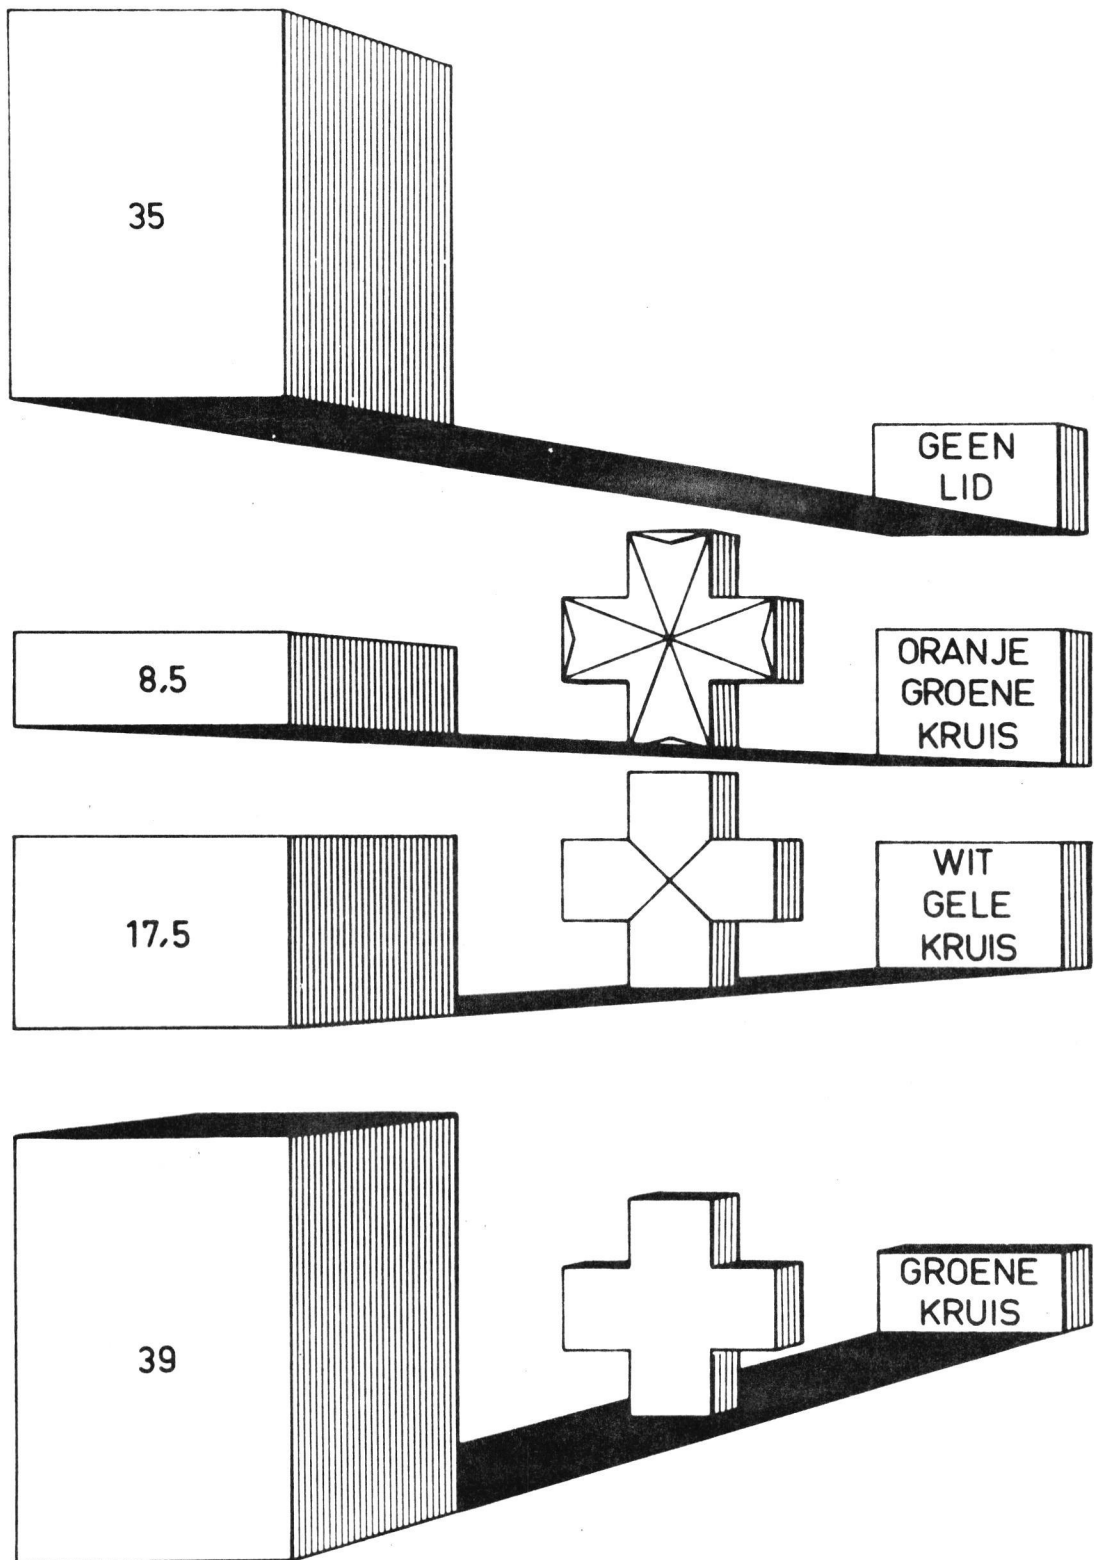 35
GEEN
LID
8,5
ORANJE
GROENE
KRUIS
17,5
WIT
GELE
KRUIS
39
GROENE
KRUIS